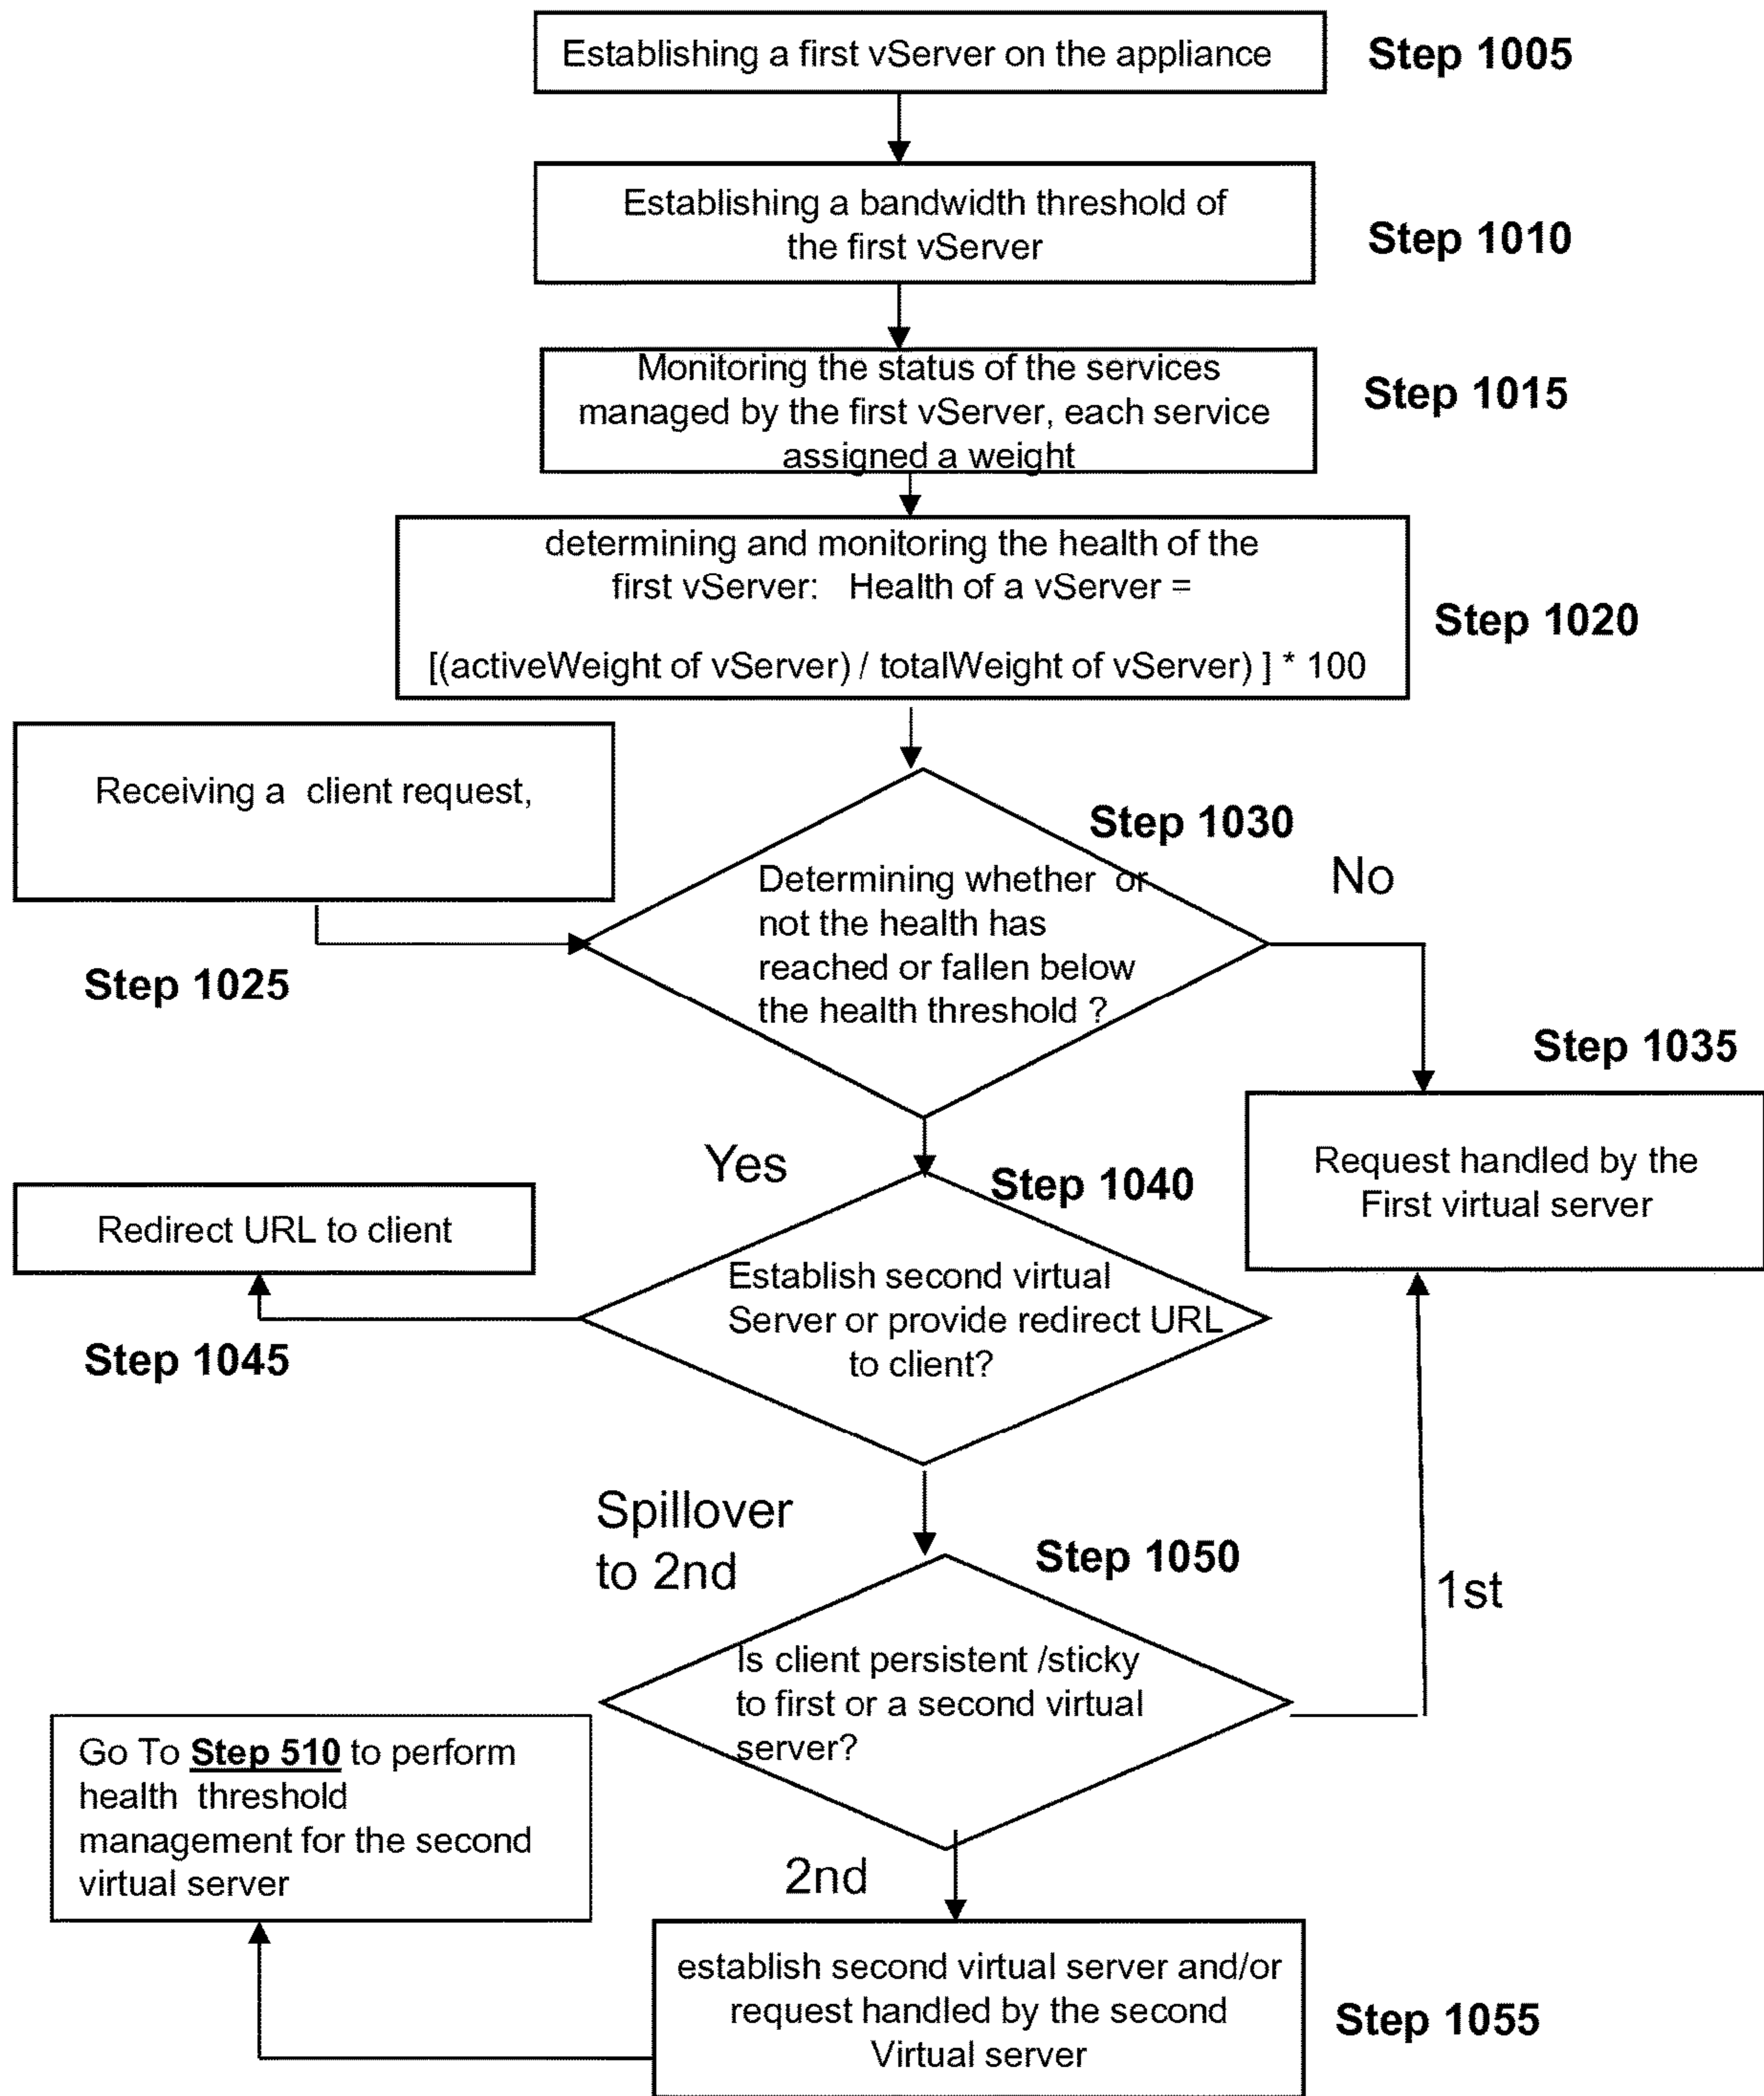 Establishing a first vServer on the appliance
Step 1005
Establishing a bandwidth threshold of
the first vServer
Step 1010
Monitoring the status of the services
managed by the first vServer, each service
assigned a weight
Step 1015
determining and monitoring the health of the
first vServer: Health of a vServer =
[(activeWeight of vServer) / totalWeight of vServer) ] * 100
Step 1020
Receiving a client request,
Step 1025
Step 1030
Determining whether or
not the health has
reached or fallen below
the health threshold ?
No
Step 1035
Request handled by the
First virtual server
Yes
Step 1040
Establish second virtual
Server or provide redirect URL
to client?
Redirect URL to client
Step 1045
Spillover
to 2nd
Step 1050
Is client persistent /sticky
to first or a second virtual
server?
1st
Go To Step 510 to perform
health threshold
management for the second
virtual server
2nd
establish second virtual server and/or
request handled by the second
Virtual server
Step 1055